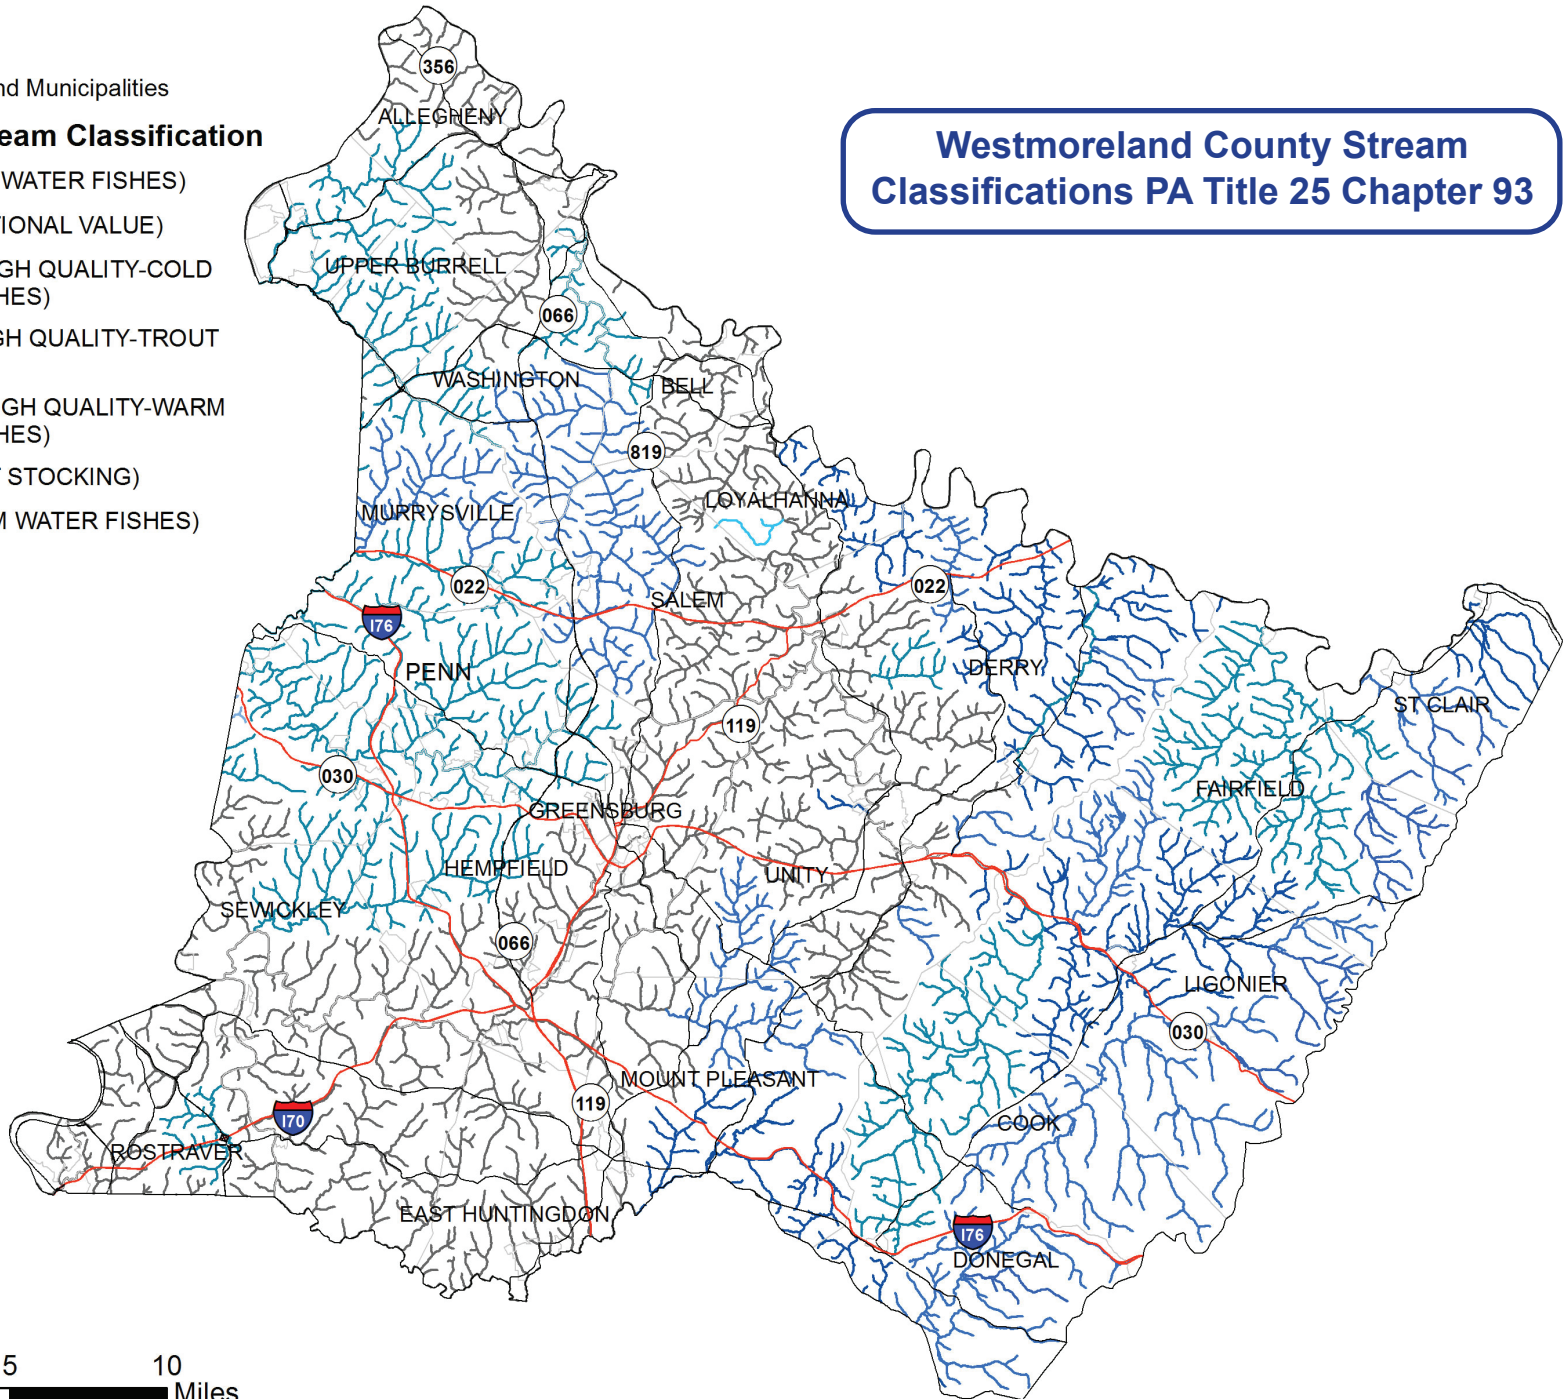 nd Municipalities
eam Classification
WATER FISHES)
TIONAL VALUE)
GH QUALITY-COLD
HES)
GH QUALITY-TROUT
GH QUALITY-WARM
HES)
T STOCKING)
M WATER FISHES)
Westmoreland County Stream
Classifications PA Title 25 Chapter 93
356
ALLEGHENY
UPPER BURRELL
066
WASHINGTON
BELL
819
LOYALHANNA
MURRYSVILLE
022
022
SALEM
I76
PENN
DERRY
ST CLAIR
119
030
FAIRFIELD
GREENSBURG
HEMPFIELD
UNITY
SEWICKLEY
066
LIGONIER
030
MOUNT PLEASANT
119
I70
COOK
ROSTRAVER
EAST HUNTINGDON
I76
DONEGAL
5 10
Miles